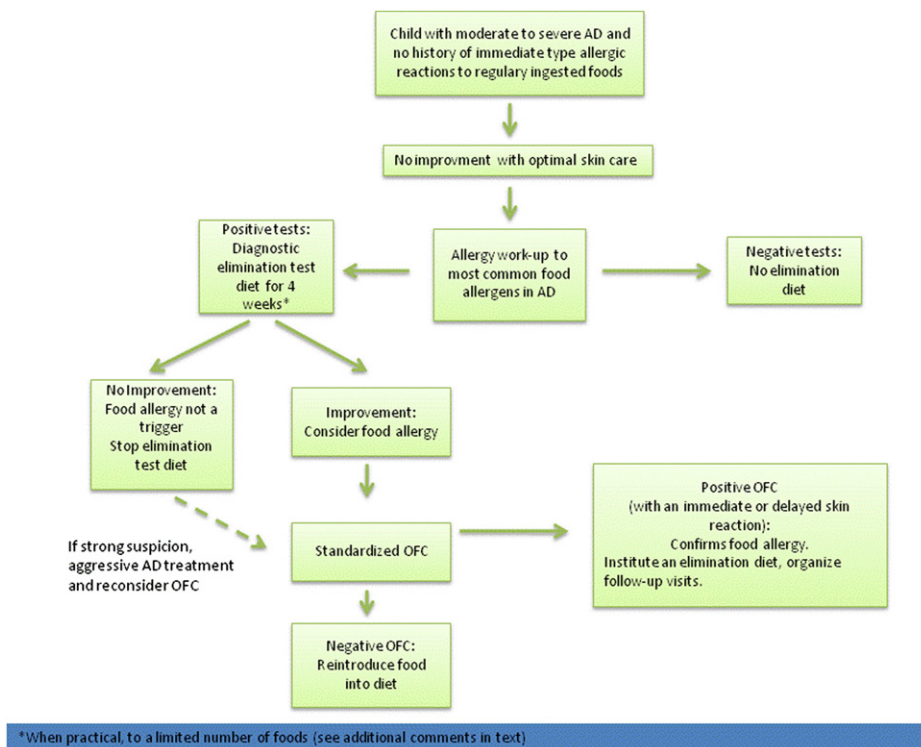 Child with moderate to severe AD and
no history of immediate type allergic
reactions to regulary ingested foods
No improvment with optimal skin care
Positive tests:
Diagnostic
elimination test
diet for 4
weeks*
Allergy work-up to
most common food
allergens in AD
Negative tests:
No elimination
diet
No Improvement:
Food allergy not a
trigger
Stop elimination
test diet
Improvement:
Consider food allergy
If strong suspicion,
aggressive AD treatment
and reconsider OFC
Standardized OFC
Positive OFC
(with an immediate or delayed skin
reaction):
Confirms food allergy.
Institute an elimination diet, organize
follow-up visits.
Negative OFC:
Reintroduce food
into diet
*When practical, to a limited number of foods (see additional comments in text)